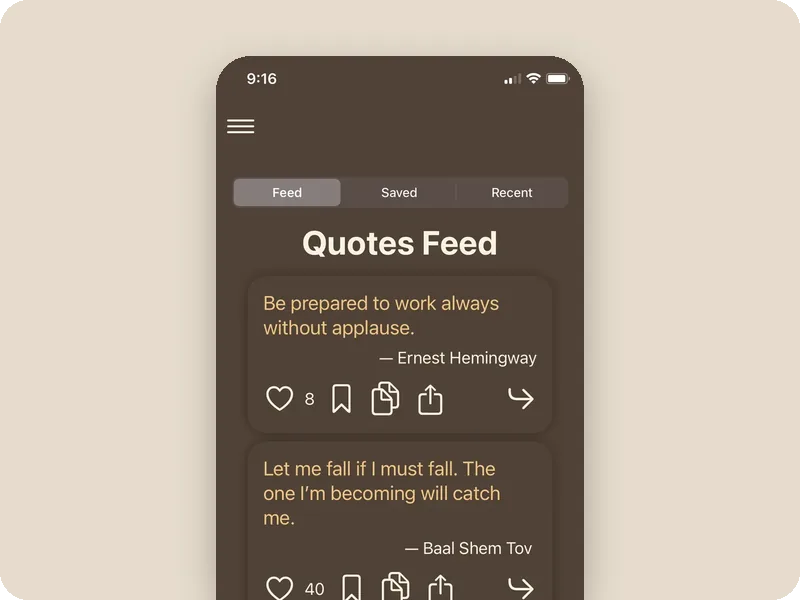 9:16
Feed
Saved
Recent
Quotes Feed
Be prepared to work always
without applause.
— Ernest Hemingway
8
Let me fall if I must fall. The
one I’m becoming will catch
me.
— Baal Shem Tov
40